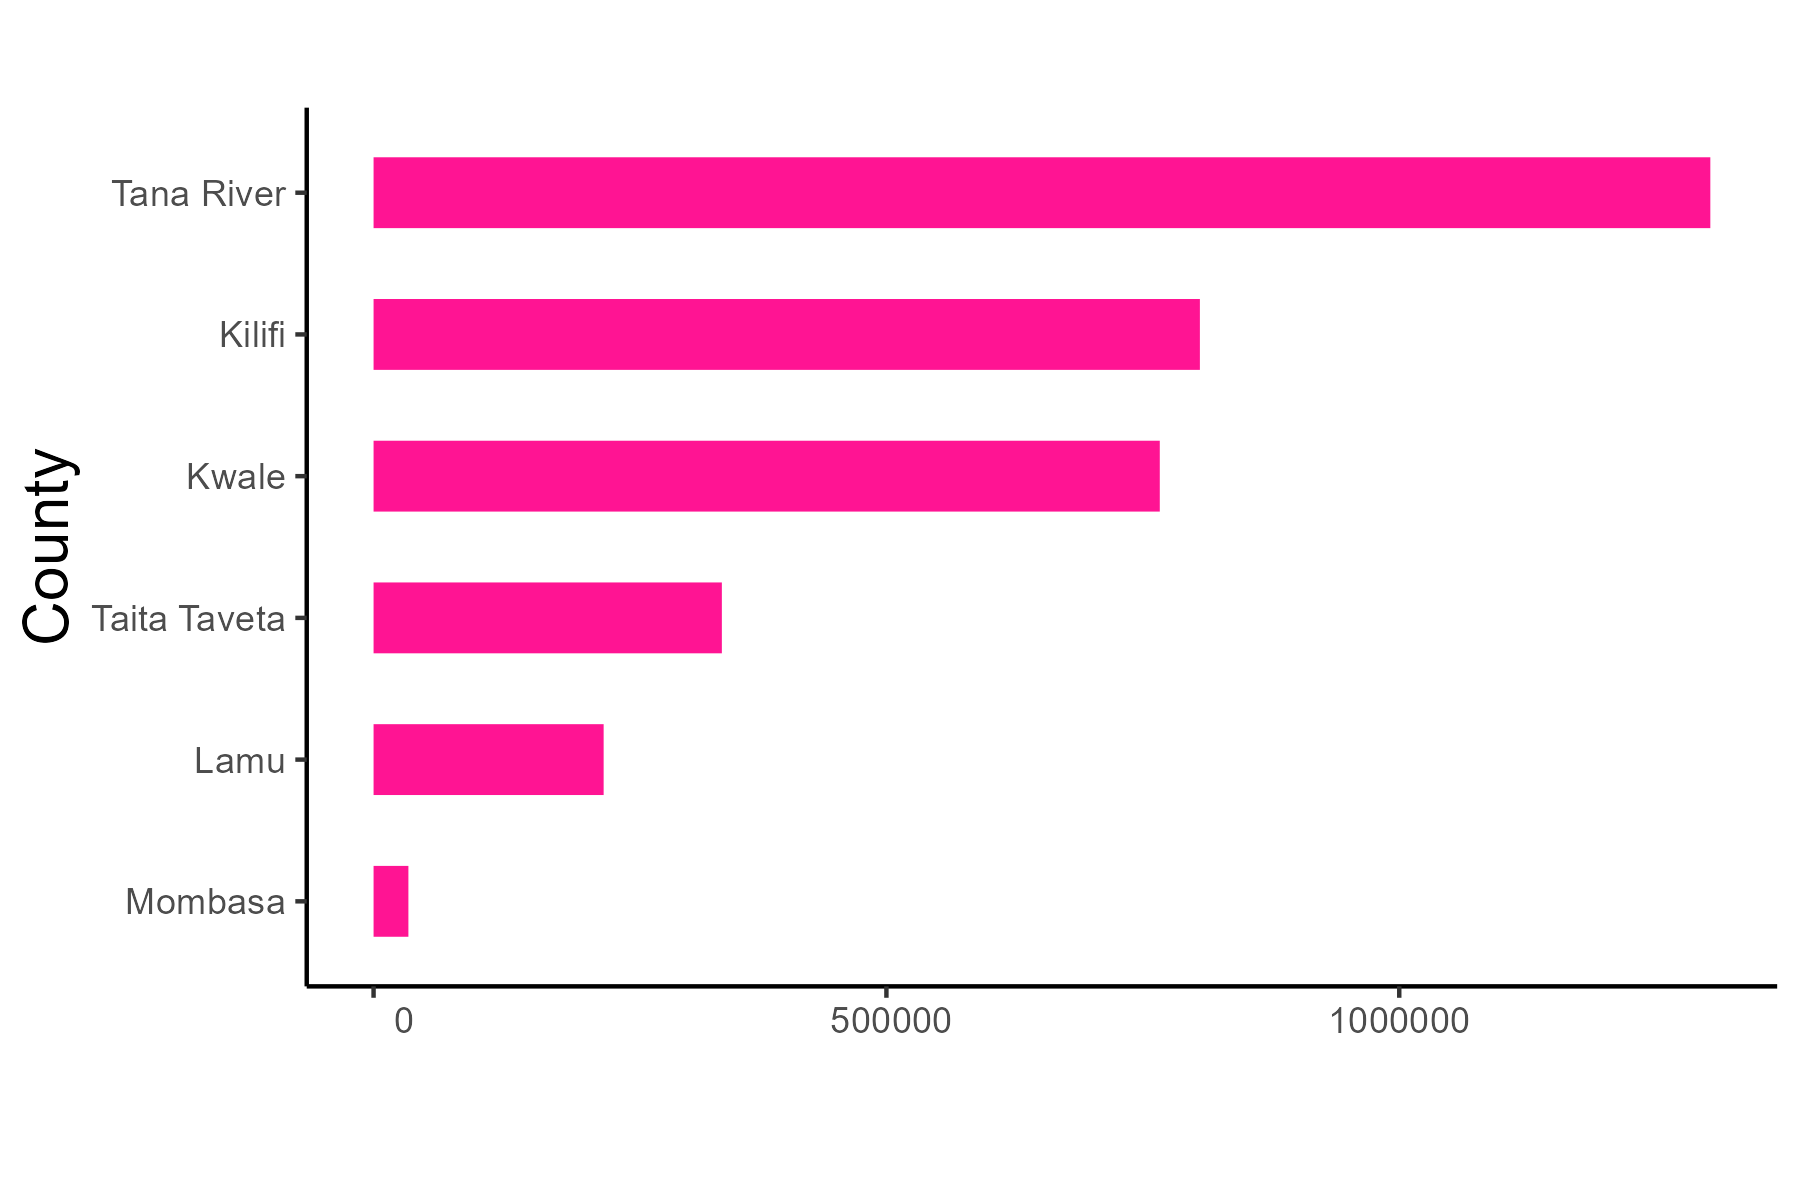 County
Tana River
Kilifi
Kwale
Taita Taveta
Lamu
Mombasa
0
500000
1000000